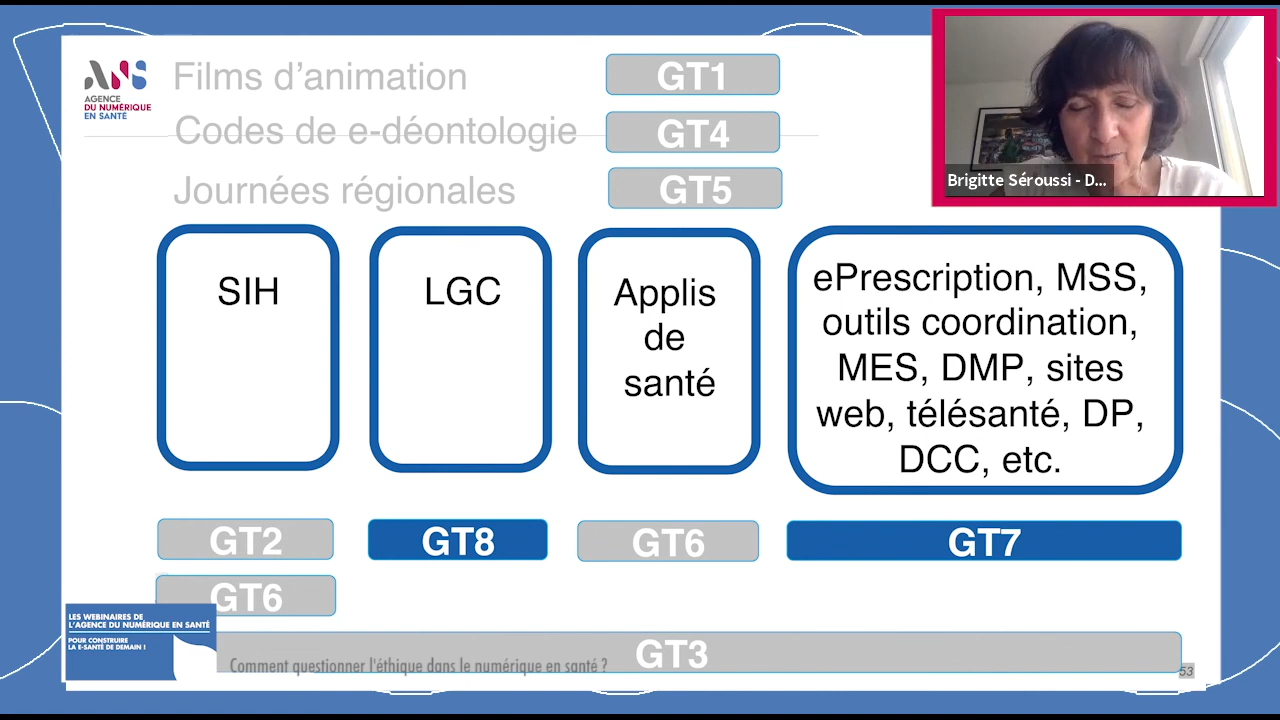 ANS
AGENCE
DU NUMÉRIQUE
EN SANTÉ
Films d’animation
GT1
Codes de e-déontologie
GT4
Journées régionales
GT5
Brigitte Séroussi - D...
SIH
LGC
Applis
de
santé
ePrescription, MSS,
outils coordination,
MES, DMP, sites
web, télésanté, DP,
DCC, etc.
GT2
GT8
GT6
GT7
GT6
LES WEBINAIRES DE
L'AGENCE DU NUMÉRIQUE EN SANTÉ
POUR CONSTRUIRE
LA E-SANTÉ DE DEMAIN !
Comment questionner l'éthique dans le numérique en santé ?
GT3
53